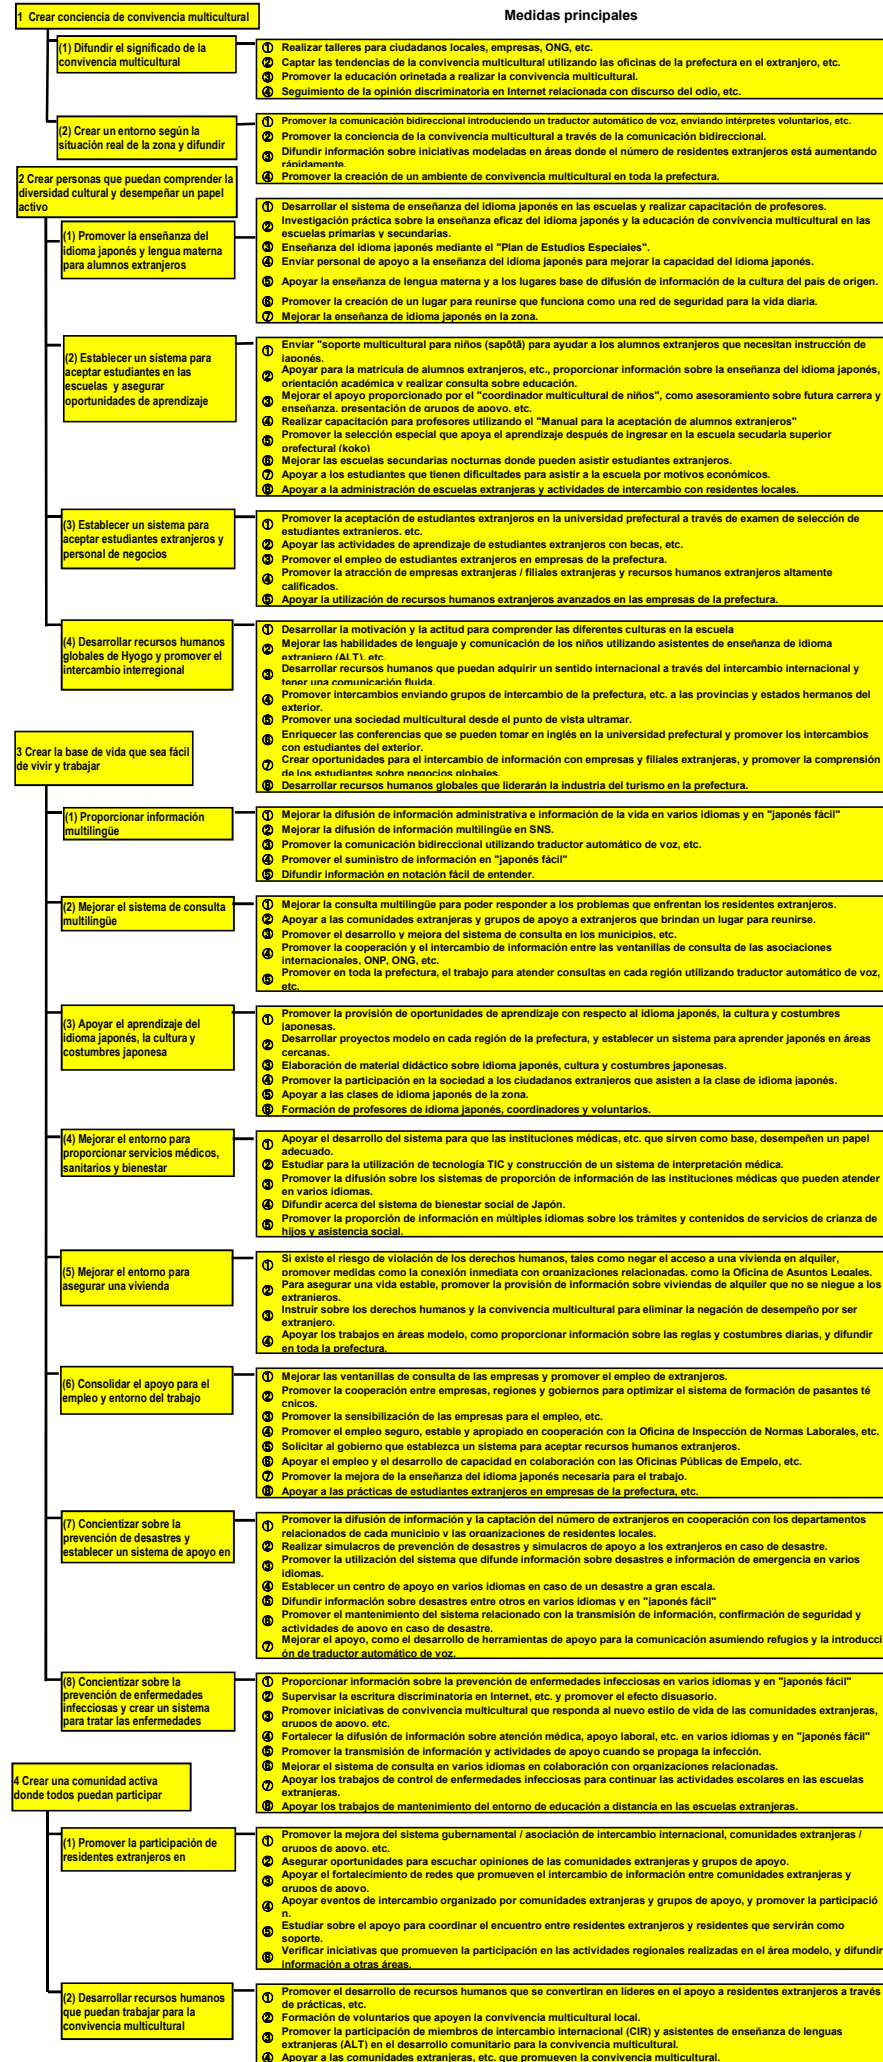 Medidas principales
1 Crear conciencia de convivencia multicultural
(1) Difundir el significado de la
convivencia multicultural
① Realizar talleres para ciudadanos locales, empresas, ONG, etc.
② Captar las tendencias de la convivencia multicultural utilizando las oficinas de la prefectura en el extranjero, etc.
③ Promover la educación orinetada a realizar la convivencia multicultural.
④ Seguimiento de la opinión discriminatoria en Internet relacionada con discurso del odio, etc.
(2) Crear un entorno según la
situación real de la zona y difundir
① Promover la comunicación bidireccional introduciendo un traductor automático de voz, enviando intérpretes voluntarios, etc.
② Promover la conciencia de la convivencia multicultural a través de la comunicación bidireccional.
③ Difundir información sobre iniciativas modeladas en áreas donde el número de residentes extranjeros está aumentando
rápidamente.
④ Promover la creación de un ambiente de convivencia multicultural en toda la prefectura.
2 Crear personas que puedan comprender la
diversidad cultural y desempeñar un papel
activo
(1) Promover la enseñanza del
idioma japonés y lengua materna
para alumnos extranjeros
① Desarrollar el sistema de enseñanza del idioma japonés en las escuelas y realizar capacitación de profesores.
② Investigación práctica sobre la enseñanza eficaz del idioma japonés y la educación de convivencia multicultural en las
escuelas primarias y secundarias.
③ Enseñanza del idioma japonés mediante el "Plan de Estudios Especiales".
④ Enviar personal de apoyo a la enseñanza del idioma japonés para mejorar la capacidad del idioma japonés.
⑤ Apoyar la enseñanza de lengua materna y a los lugares base de difusión de información de la cultura del país de origen.
⑥ Promover la creación de un lugar para reunirse que funciona como una red de seguridad para la vida diaria.
⑦ Mejorar la enseñanza de idioma japonés en la zona.
(2) Establecer un sistema para
aceptar estudiantes en las
escuelas y asegurar
oportunidades de aprendizaje
① Enviar "soporte multicultural para niños (sapōtā) para ayudar a los alumnos extranjeros que necesitan instrucción de
japonés.
② Apoyar para la matricula de alumnos extranjeros, etc., proporcionar información sobre la enseñanza del idioma japonés,
orientación académica y realizar consulta sobre educación.
③ Mejorar el apoyo proporcionado por el "coordinador multicultural de niños", como asesoramiento sobre futura carrera y
enseñanza, presentación de grupos de apoyo, etc.
④ Realizar capacitación para profesores utilizando el "Manual para la aceptación de alumnos extranjeros"
⑤ Promover la selección especial que apoya el aprendizaje después de ingresar en la escuela secudaria superior
prefectural (koko)
⑥ Mejorar las escuelas secundarias nocturnas donde pueden asistir estudiantes extranjeros.
⑦ Apoyar a los estudiantes que tienen dificultades para asistir a la escuela por motivos económicos.
⑧ Apoyar a la administración de escuelas extranjeras y actividades de intercambio con residentes locales.
(3) Establecer un sistema para
aceptar estudiantes extranjeros y
personal de negocios
① Promover la aceptación de estudiantes extranjeros en la universidad prefectural a través de examen de selección de
estudiantes extranjeros, etc.
② Apoyar las actividades de aprendizaje de estudiantes extranjeros con becas, etc.
③ Promover el empleo de estudiantes extranjeros en empresas de la prefectura.
④ Promover la atracción de empresas extranjeras / filiales extranjeras y recursos humanos extranjeros altamente
calificados.
⑤ Apoyar la utilización de recursos humanos extranjeros avanzados en las empresas de la prefectura.
(4) Desarrollar recursos humanos
globales de Hyogo y promover el
intercambio interregional
① Desarrollar la motivación y la actitud para comprender las diferentes culturas en la escuela
② Mejorar las habilidades de lenguaje y comunicación de los niños utilizando asistentes de enseñanza de idioma
extranjero (ALT), etc.
③ Desarrollar recursos humanos que puedan adquirir un sentido internacional a través del intercambio internacional y
tener una comunicación fluida.
④ Promover intercambios enviando grupos de intercambio de la prefectura, etc. a las provincias y estados hermanos del
exterior.
⑤ Promover una sociedad multicultural desde el punto de vista ultramar.
⑥ Enriquecer las conferencias que se pueden tomar en inglés en la universidad prefectural y promover los intercambios
con estudiantes del exterior.
⑦ Crear oportunidades para el intercambio de información con empresas y filiales extranjeras, y promover la comprensión
de los estudiantes sobre negocios globales.
⑧ Desarrollar recursos humanos globales que liderarán la industria del turismo en la prefectura.
3 Crear la base de vida que sea fácil
de vivir y trabajar
(1) Proporcionar información
multilingüe
① Mejorar la difusión de información administrativa e información de la vida en varios idiomas y en "japonés fácil"
② Mejorar la difusión de información multilingüe en SNS.
③ Promover la comunicación bidireccional utilizando traductor automático de voz, etc.
④ Promover el suministro de información en "japonés fácil"
⑤ Difundir información en notación fácil de entender.
(2) Mejorar el sistema de consulta
multilingüe
① Mejorar la consulta multilingüe para poder responder a los problemas que enfrentan los residentes extranjeros.
② Apoyar a las comunidades extranjeras y grupos de apoyo a extranjeros que brindan un lugar para reunirse.
③ Promover el desarrollo y mejora del sistema de consulta en los municipios, etc.
④ Promover la cooperación y el intercambio de información entre las ventanillas de consulta de las asociaciones
internacionales, ONP, ONG, etc.
⑤ Promover en toda la prefectura, el trabajo para atender consultas en cada región utilizando traductor automático de voz,
etc.
(3) Apoyar el aprendizaje del
idioma japonés, la cultura y
costumbres japonesa
① Promover la provisión de oportunidades de aprendizaje con respecto al idioma japonés, la cultura y costumbres
japonesas.
② Desarrollar proyectos modelo en cada región de la prefectura, y establecer un sistema para aprender japonés en áreas
cercanas.
③ Elaboración de material didáctico sobre idioma japonés, cultura y costumbres japonesas.
④ Promover la participación en la sociedad a los ciudadanos extranjeros que asisten a la clase de idioma japonés.
⑤ Apoyar a las clases de idioma japonés de la zona.
⑥ Formación de profesores de idioma japonés, coordinadores y voluntarios.
(4) Mejorar el entorno para
proporcionar servicios médicos,
sanitarios y bienestar
① Apoyar el desarrollo del sistema para que las instituciones médicas, etc. que sirven como base, desempeñen un papel
adecuado.
② Estudiar para la utilización de tecnología TIC y construcción de un sistema de interpretación médica.
③ Promover la difusión sobre los sistemas de proporción de información de las instituciones médicas que pueden atender
en varios idiomas.
④ Difundir acerca del sistema de bienestar social de Japón.
⑤ Promover la proporción de información en múltiples idiomas sobre los trámites y contenidos de servicios de crianza de
hijos y asistencia social.
(5) Mejorar el entorno para
asegurar una vivienda
① Si existe el riesgo de violación de los derechos humanos, tales como negar el acceso a una vivienda en alquiler,
promover medidas como la conexión inmediata con organizaciones relacionadas, como la Oficina de Asuntos Legales.
② Para asegurar una vida estable, promover la provisión de información sobre viviendas de alquiler que no se niegue a los
extranjeros.
③ Instruir sobre los derechos humanos y la convivencia multicultural para eliminar la negación de desempeño por ser
extranjero.
④ Apoyar los trabajos en áreas modelo, como proporcionar información sobre las reglas y costumbres diarias, y difundir
en toda la prefectura.
(6) Consolidar el apoyo para el
empleo y entorno del trabajo
① Mejorar las ventanillas de consulta de las empresas y promover el empleo de extranjeros.
② Promover la cooperación entre empresas, regiones y gobiernos para optimizar el sistema de formación de pasantes té
cnicos.
③ Promover la sensibilización de las empresas para el empleo, etc.
④ Promover el empleo seguro, estable y apropiado en cooperación con la Oficina de Inspección de Normas Laborales, etc.
⑤ Solicitar al gobierno que establezca un sistema para aceptar recursos humanos extranjeros.
⑥ Apoyar el empleo y el desarrollo de capacidad en colaboración con las Oficinas Públicas de Empelo, etc.
⑦ Promover la mejora de la enseñanza del idioma japonés necesaria para el trabajo.
⑧ Apoyar a las prácticas de estudiantes extranjeros en empresas de la prefectura, etc.
(7) Concientizar sobre la
prevención de desastres y
establecer un sistema de apoyo en
① Promover la difusión de información y la captación del número de extranjeros en cooperación con los departamentos
relacionados de cada municipio y las organizaciones de residentes locales.
② Realizar simulacros de prevención de desastres y simulacros de apoyo a los extranjeros en caso de desastre.
③ Promover la utilización del sistema que difunde información sobre desastres e información de emergencia en varios
idiomas.
④ Establecer un centro de apoyo en varios idiomas en caso de un desastre a gran escala.
⑤ Difundir información sobre desastres entre otros en varios idiomas y en "japonés fácil"
⑥ Promover el mantenimiento del sistema relacionado con la transmisión de información, confirmación de seguridad y
actividades de apoyo en caso de desastre.
⑦ Mejorar el apoyo, como el desarrollo de herramientas de apoyo para la comunicación asumiendo refugios y la introducci
ón de traductor automático de voz.
(8) Concientizar sobre la
prevención de enfermedades
infecciosas y crear un sistema
para tratar las enfermedades
① Proporcionar información sobre la prevención de enfermedades infecciosas en varios idiomas y en "japonés fácil"
② Supervisar la escritura discriminatoria en Internet, etc. y promover el efecto disuasorio.
③ Promover iniciativas de convivencia multicultural que responda al nuevo estilo de vida de las comunidades extranjeras,
grupos de apoyo, etc.
④ Fortalecer la difusión de información sobre atención médica, apoyo laboral, etc. en varios idiomas y en "japonés fácil"
⑤ Promover la transmisión de información y actividades de apoyo cuando se propaga la infección.
⑥ Mejorar el sistema de consulta en varios idiomas en colaboración con organizaciones relacionadas.
⑦ Apoyar los trabajos de control de enfermedades infecciosas para continuar las actividades escolares en las escuelas
extranjeras.
⑧ Apoyar los trabajos de mantenimiento del entorno de educación a distancia en las escuelas extranjeras.
4 Crear una comunidad activa
donde todos puedan participar
(1) Promover la participación de
residentes extranjeros en
① Promover la mejora del sistema gubernamental / asociación de intercambio internacional, comunidades extranjeras /
grupos de apoyo, etc.
② Asegurar oportunidades para escuchar opiniones de las comunidades extranjeras y grupos de apoyo.
③ Apoyar el fortalecimiento de redes que promueven el intercambio de información entre comunidades extranjeras y
grupos de apoyo.
④ Apoyar eventos de intercambio organizado por comunidades extranjeras y grupos de apoyo, y promover la participació
n.
⑤ Estudiar sobre el apoyo para coordinar el encuentro entre residentes extranjeros y residentes que servirán como
soporte.
⑥ Verificar iniciativas que promueven la participación en las actividades regionales realizadas en el área modelo, y difundir
información a otras áreas.
(2) Desarrollar recursos humanos
que puedan trabajar para la
convivencia multicultural
① Promover el desarrollo de recursos humanos que se convertiran en líderes en el apoyo a residentes extranjeros a través
de prácticas, etc.
② Formación de voluntarios que apoyen la convivencia multicultural local.
③ Promover la participación de miembros de intercambio internacional (CIR) y asistentes de enseñanza de lenguas
extranjeras (ALT) en el desarrollo comunitario para la convivencia multicultural.
④ Apoyar a las comunidades extranjeras, etc. que promueven la convivencia multicultural.